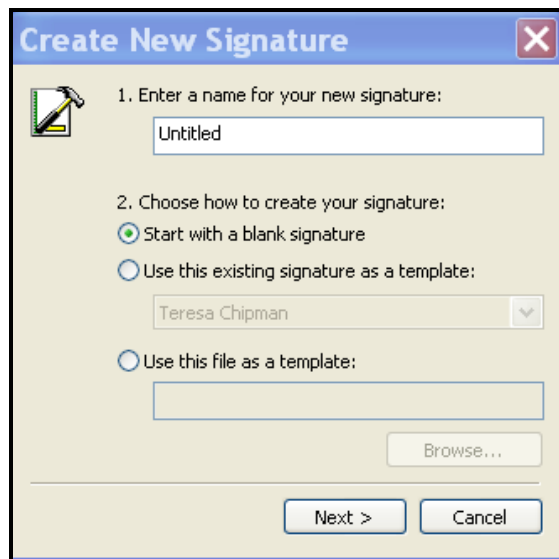 Create New Signature
1. Enter a name for your new signature:
Untitled
2. Choose how to create your signature:
Start with a blank signature
Use this existing signature as a template:
Teresa Chipman
Use this file as a template:
Browse...
Next >
Cancel